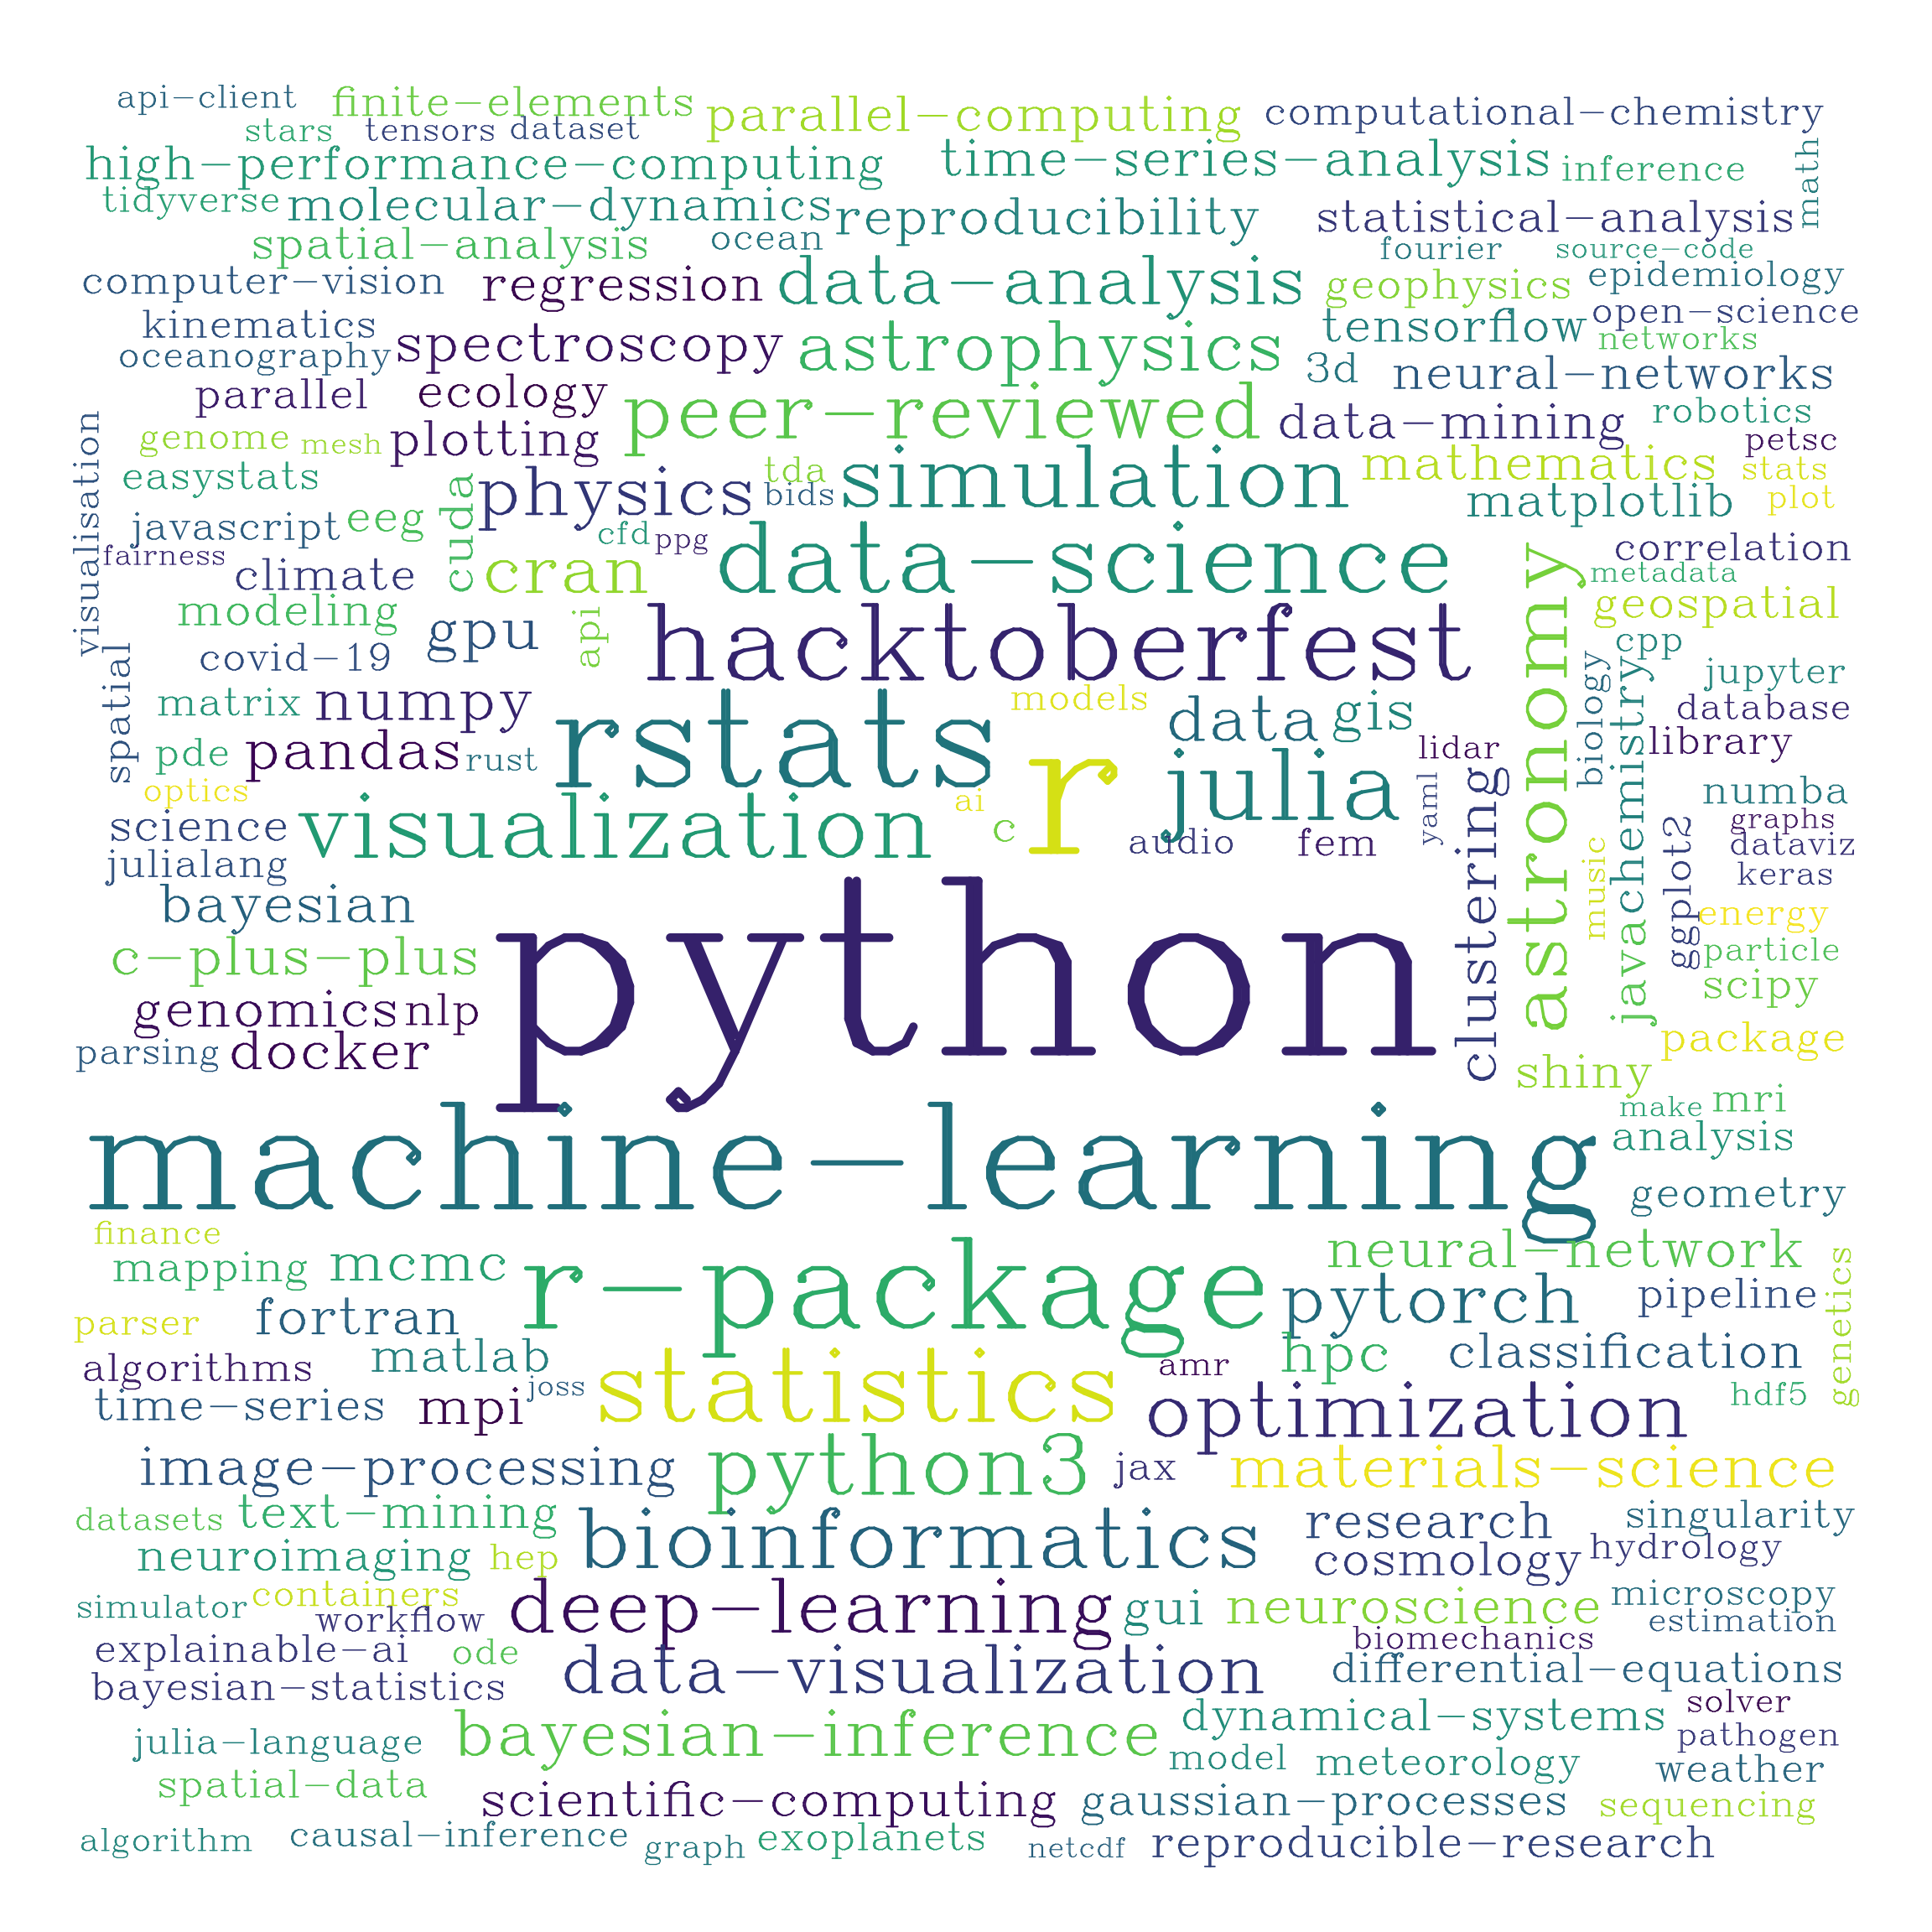 api-client finite-elements parallel-computing computational-chemistry
stars tensors dataset
high-performance-computing time-series-analysis inference math
tidyverse molecular-dynamics reproducibility statistical-analysis
spatial-analysis ocean fourier source-code
computer-vision regression data-analysis geophysics epidemiology
kinematics tensorflow open-science
oceanography spectroscopy astrophysics networks
parallel ecology 3d neural-networks
peer-reviewed data-mining robotics
genome mesh plotting petsc
visualisation easystats tda mathematics stats
physics bids simulation matplotlib plot
javascript eeg cuda
fairness cfd ppg correlation
climate cran data-science metadata
modeling geospatial
covid-19 gpu api hacktoberfest astronomy cpp
spatial matrix numpy models biology jupyter
rstats data gis database
pde pandas rust r julia lidar javachemistry library
optics ai yaml numba
science visualization c audio fem clustering graphs
julialang music ggplot2 dataviz
keras
bayesian energy
c-plus-plus python particle
scipy
genomics nlp
parsing docker package
shiny
make mri
machine-learning analysis
geometry
finance
mapping mcmc r-package neural-network
fortran pytorch pipeline genetics
parser
algorithms matlab amr hpc classification
time-series mpi joss statistics optimization hdf5
image-processing python3 jax materials-science
datasets text-mining research singularity
neuroimaging hep bioinformatics cosmology hydrology
simulator containers deep-learning gui neuroscience microscopy
workflow estimation
explainable-ai ode biomechanics
bayesian-statistics data-visualization differential-equations
solver
julia-language bayesian-inference dynamical-systems pathogen
model meteorology weather
spatial-data
scientific-computing gaussian-processes sequencing
algorithm causal-inference graph exoplanets netcdf reproducible-research